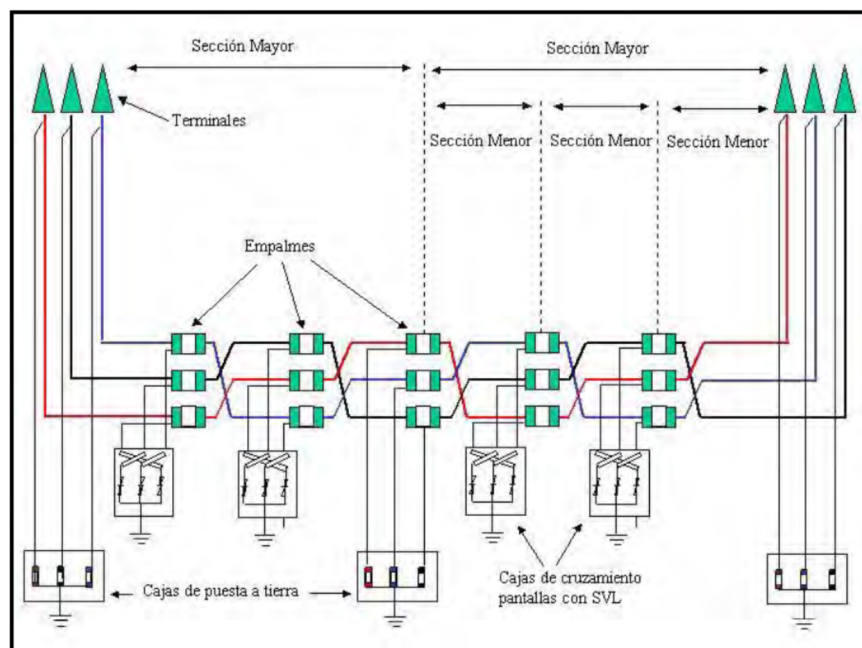 Sección Mayor
Sección Mayor
Terminales
Sección Menor
Sección Menor
Sección Menor
Empalmes
Cajas de puesta a tierra
Cajas de cruzamiento
pantallas con SVL